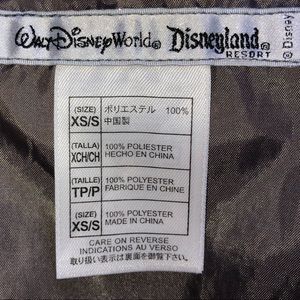 Walt Disney World® Disneyland® RESORT © Disney
(SIZE) XS/S ポリエステル 100%
中国製
(TALLA) XCH/CH 100% POLIESTER
HECHO EN CHINA
(TAILLE) TP/P 100% POLYESTER
FABRIQUE EN CHINE
(SIZE) XS/S 100% POLYESTER
MADE IN CHINA
CARE ON REVERSE
INDICATIONS AU VERSO
取り扱い表示は裏面を御覧下さい。